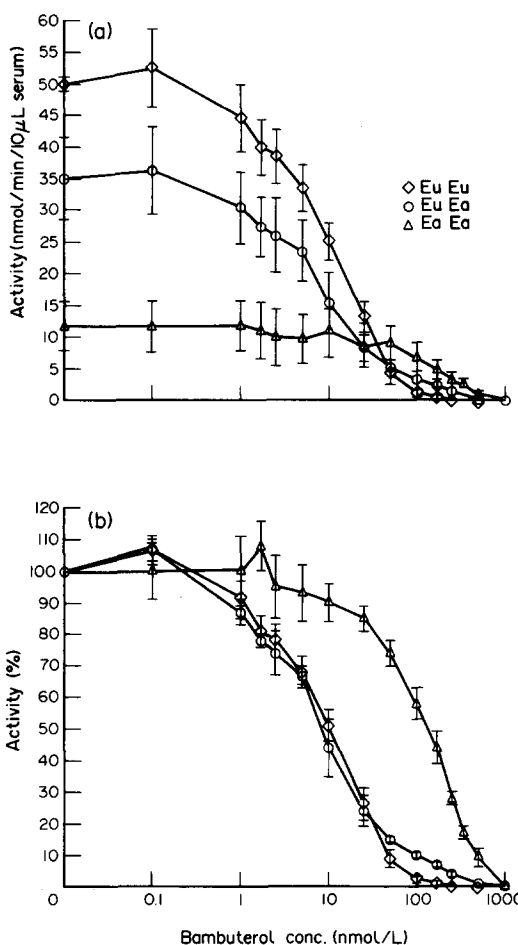 (a)
Activity (nmol/min/10μL serum)
60
55
50
45
40
35
30
25
20
15
10
5
0
Eu Eu
Eu Ea
Ea Ea
(b)
Activity (%)
120
110
100
90
80
70
60
50
40
30
20
10
0
0 0.1 1 10 100 1000
Bambuterol conc. (nmol/L)